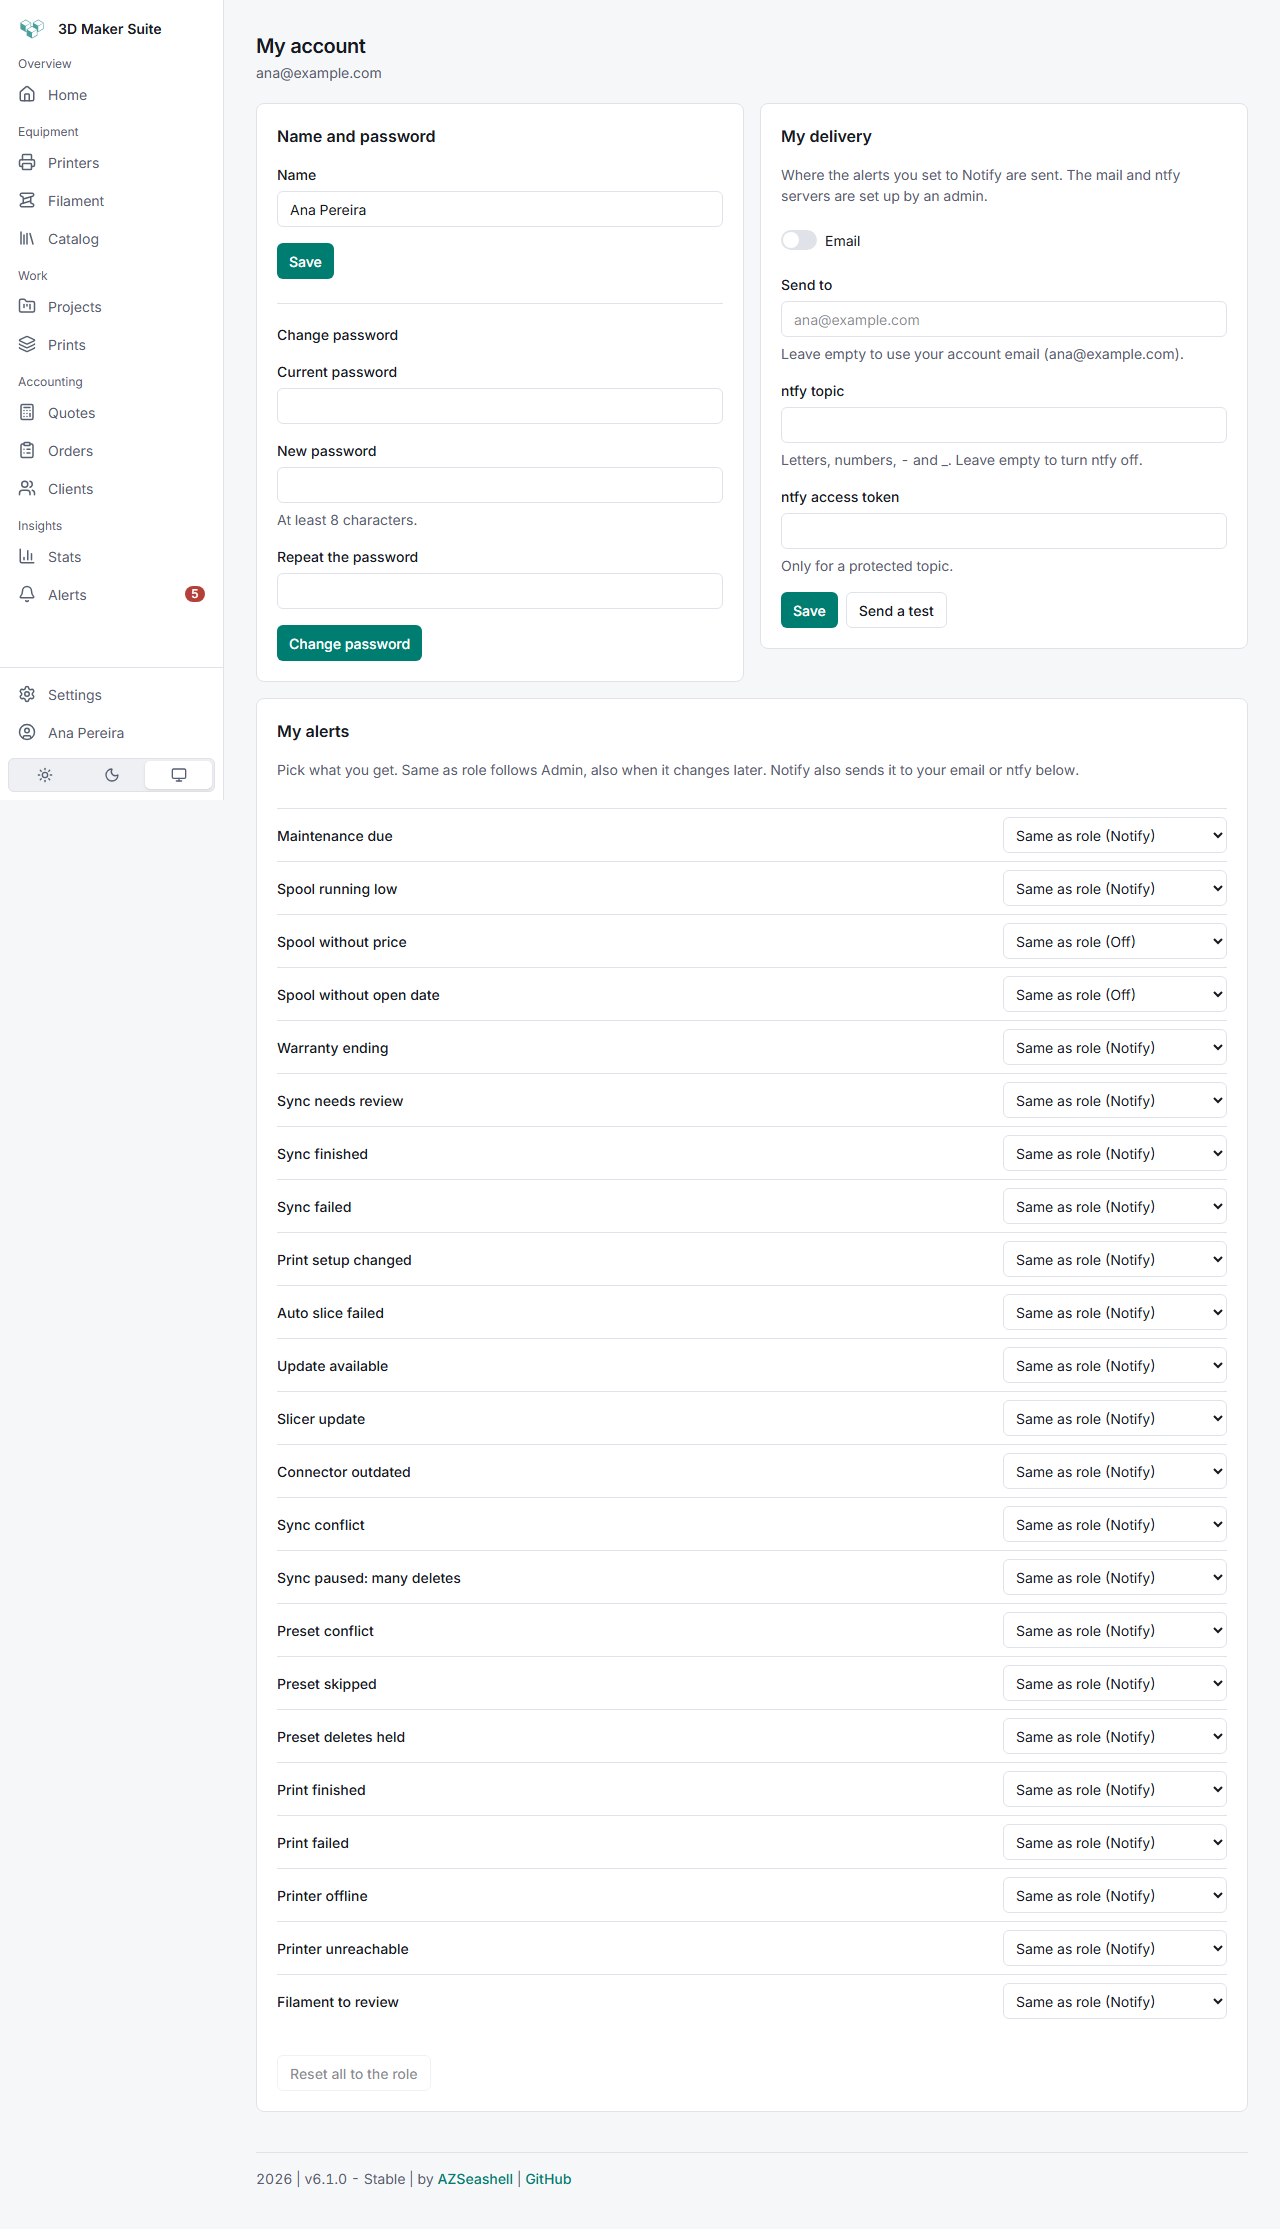 3D Maker Suite
Overview
Home
Equipment
Printers
Filament
Catalog
Work
Projects
Prints
Accounting
Quotes
Orders
Clients
Insights
Stats
Alerts 5
Settings
Ana Pereira
My account
ana@example.com
Name and password
Name
Ana Pereira
Save
Change password
Current password
New password
At least 8 characters.
Repeat the password
Change password
My delivery
Where the alerts you set to Notify are sent. The mail and ntfy
servers are set up by an admin.
Email
Send to
ana@example.com
Leave empty to use your account email (ana@example.com).
ntfy topic
Letters, numbers, - and _. Leave empty to turn ntfy off.
ntfy access token
Only for a protected topic.
Save Send a test
My alerts
Pick what you get. Same as role follows Admin, also when it changes later. Notify also sends it to your email or ntfy below.
Maintenance due Same as role (Notify)
Spool running low Same as role (Notify)
Spool without price Same as role (Off)
Spool without open date Same as role (Off)
Warranty ending Same as role (Notify)
Sync needs review Same as role (Notify)
Sync finished Same as role (Notify)
Sync failed Same as role (Notify)
Print setup changed Same as role (Notify)
Auto slice failed Same as role (Notify)
Update available Same as role (Notify)
Slicer update Same as role (Notify)
Connector outdated Same as role (Notify)
Sync conflict Same as role (Notify)
Sync paused: many deletes Same as role (Notify)
Preset conflict Same as role (Notify)
Preset skipped Same as role (Notify)
Preset deletes held Same as role (Notify)
Print finished Same as role (Notify)
Print failed Same as role (Notify)
Printer offline Same as role (Notify)
Printer unreachable Same as role (Notify)
Filament to review Same as role (Notify)
Reset all to the role
2026 | v6.1.0 - Stable | by AZSeashell | GitHub